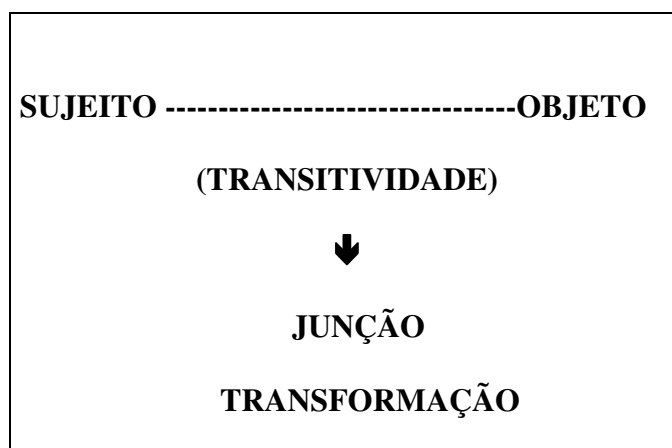 SUJEITO --------------------------------OBJETO
(TRANSITIVIDADE)
🡻
JUNÇÃO
TRANSFORMAÇÃO